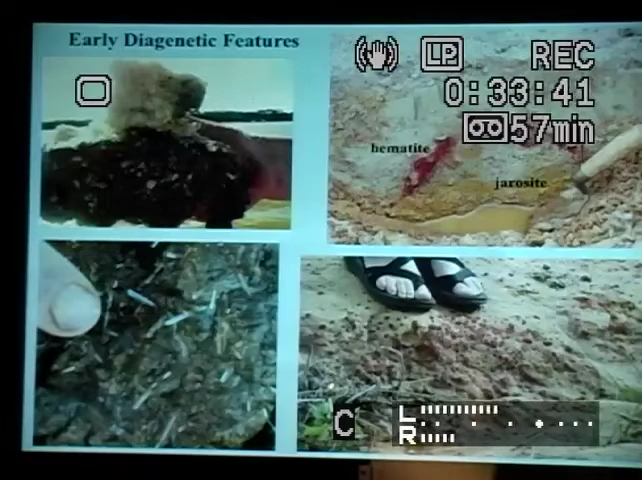 Early Diagenetic Features
LP REC
0:33:41
57min
hematite
jarosite
C
L
R